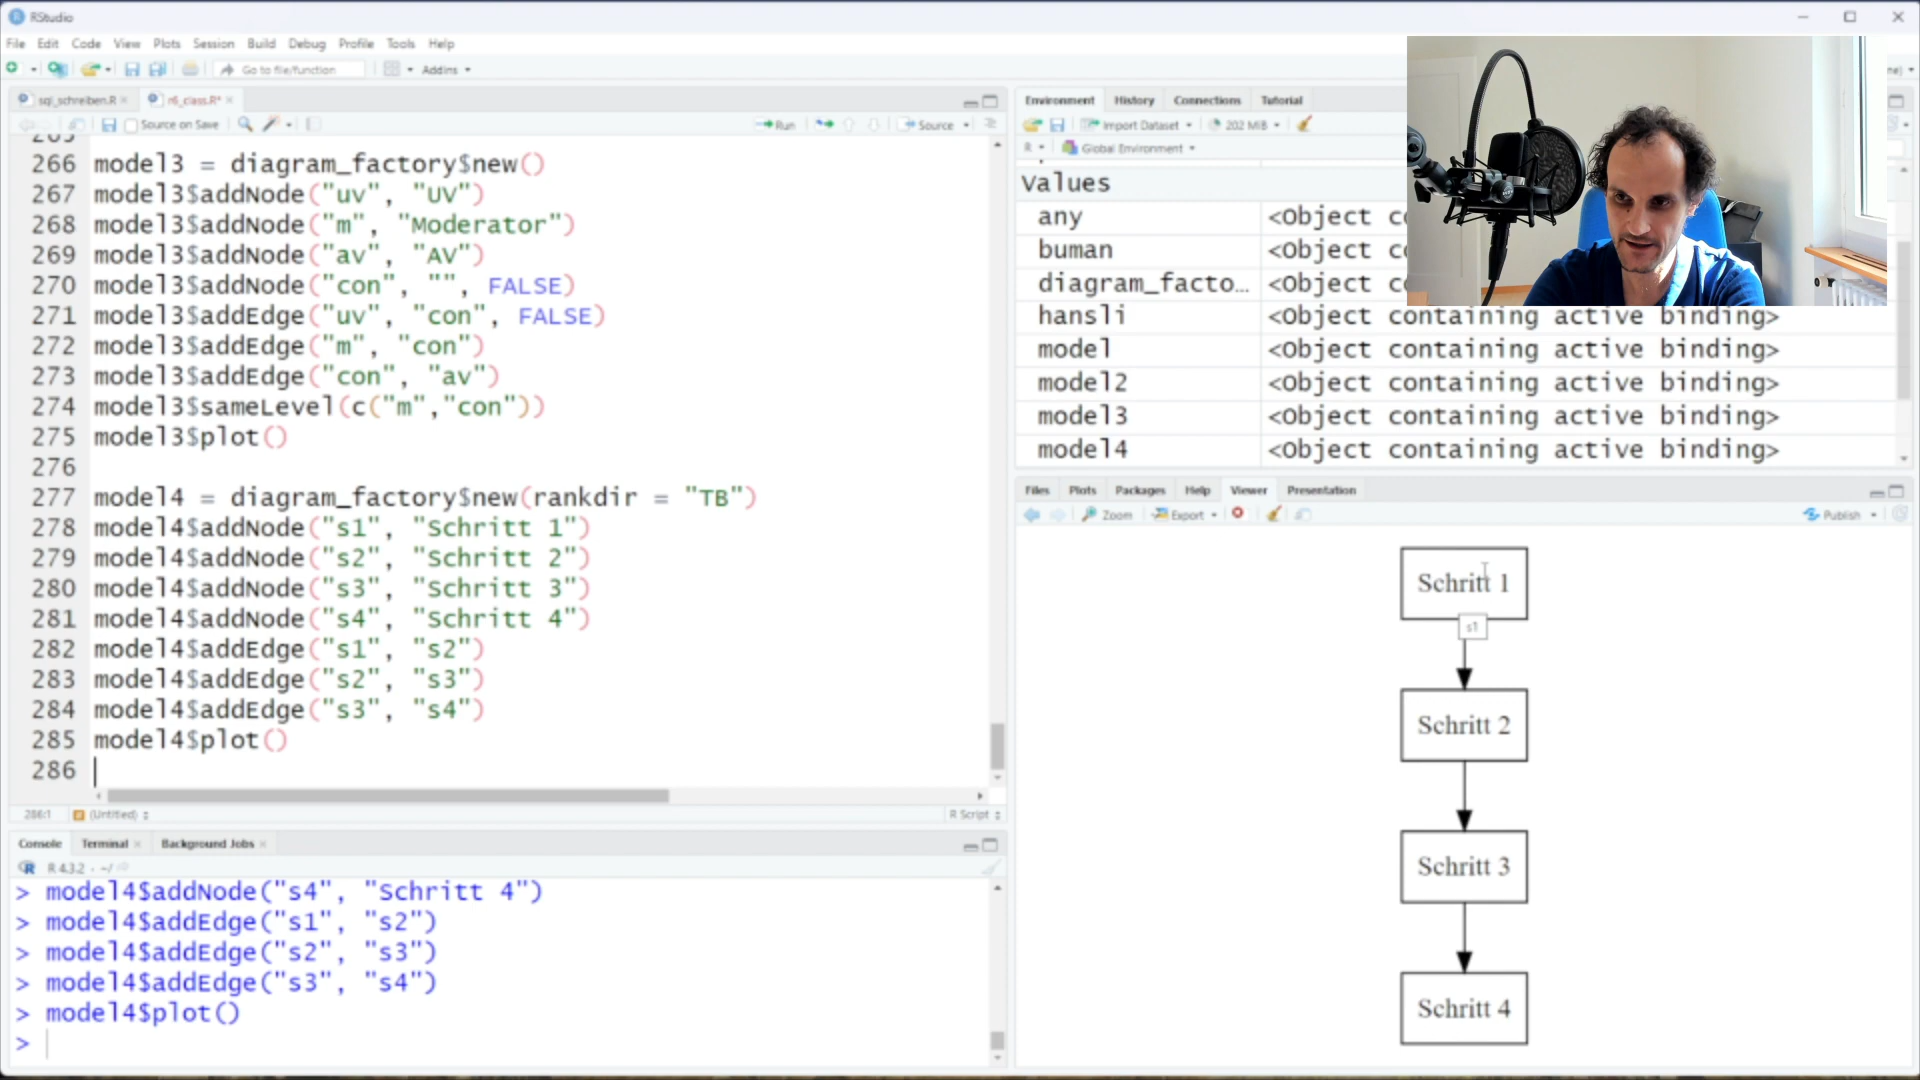 RStudio
File Edit Code View Plots Session Build Debug Profile Tools Help
Go to file/function Addins
sql_schreiben.R r6_class.R*
Source on Save Run Source
266 model3 = diagram_factory$new()
267 model3$addNode("uv", "UV")
268 model3$addNode("m", "Moderator")
269 model3$addNode("av", "AV")
270 model3$addNode("con", "", FALSE)
271 model3$addEdge("uv", "con", FALSE)
272 model3$addEdge("m", "con")
273 model3$addEdge("con", "av")
274 model3$sameLevel(c("m","con"))
275 model3$plot()
276
277 model4 = diagram_factory$new(rankdir = "TB")
278 model4$addNode("s1", "Schritt 1")
279 model4$addNode("s2", "Schritt 2")
280 model4$addNode("s3", "Schritt 3")
281 model4$addNode("s4", "Schritt 4")
282 model4$addEdge("s1", "s2")
283 model4$addEdge("s2", "s3")
284 model4$addEdge("s3", "s4")
285 model4$plot()
286
286:1 (Untitled) R Script
Console Terminal Background Jobs
R 4.3.2 · ~/
> model4$addNode("s4", "Schritt 4")
> model4$addEdge("s1", "s2")
> model4$addEdge("s2", "s3")
> model4$addEdge("s3", "s4")
> model4$plot()
>
Environment History Connections Tutorial
Import Dataset 202 MiB
R Global Environment
Values
any <Object co
buman <Object co
diagram_facto… <Object co
hansli <Object containing active binding>
model <Object containing active binding>
model2 <Object containing active binding>
model3 <Object containing active binding>
model4 <Object containing active binding>
Files Plots Packages Help Viewer Presentation
Zoom Export Publish
Schritt 1
s1
Schritt 2
Schritt 3
Schritt 4